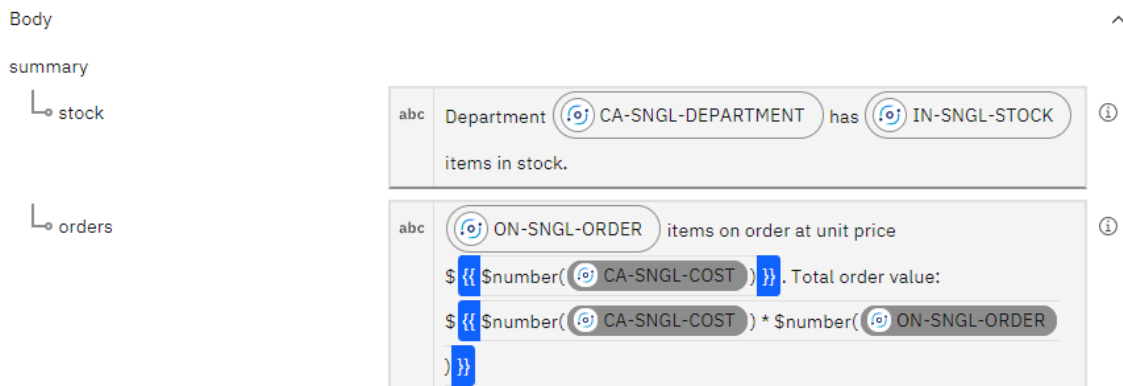 Body
summary
stock
abc Department CA-SNGL-DEPARTMENT has IN-SNGL-STOCK
items in stock.
orders
abc ON-SNGL-ORDER items on order at unit price
$ {{ $number( CA-SNGL-COST ) }} . Total order value:
$ {{ $number( CA-SNGL-COST ) * $number( ON-SNGL-ORDER
) }}